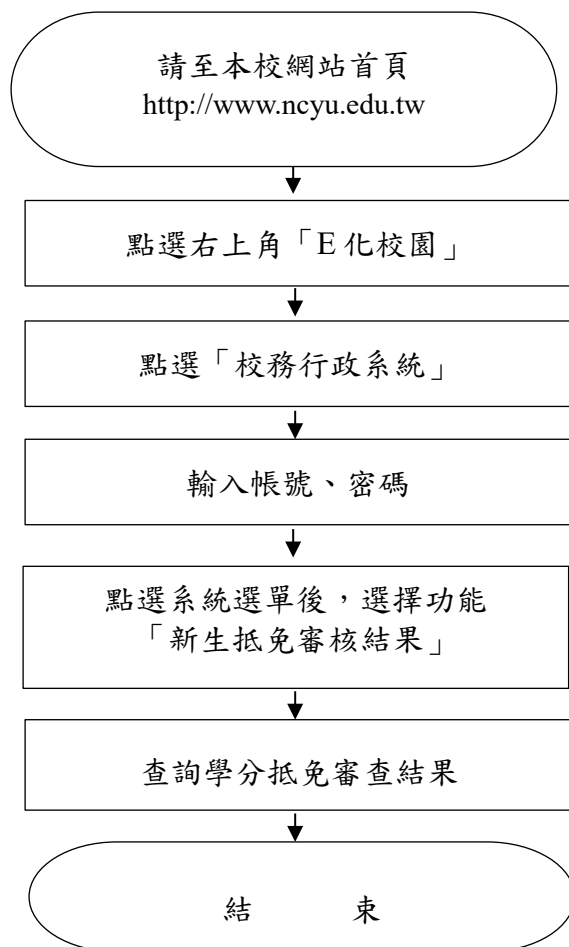 請至本校網站首頁
http://www.ncyu.edu.tw
點選右上角「E化校園」
點選「校務行政系統」
輸入帳號、密碼
點選系統選單後，選擇功能
「新生抵免審核結果」
查詢學分抵免審查結果
結 束